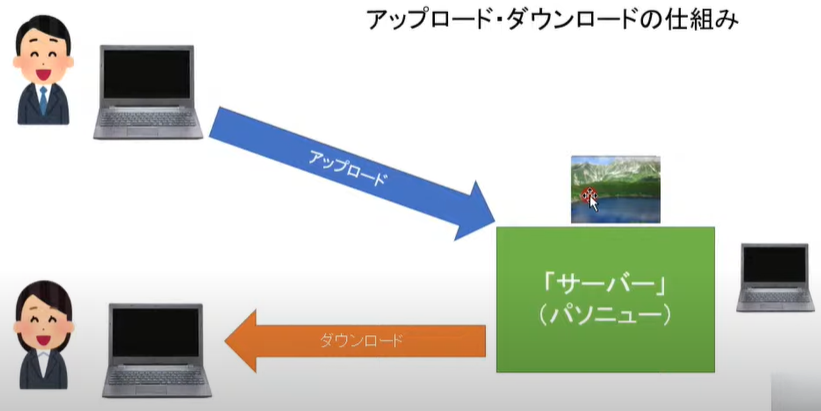 アップロード・ダウンロードの仕組み
アップロード
「サーバー」
（パソニュー）
ダウンロード